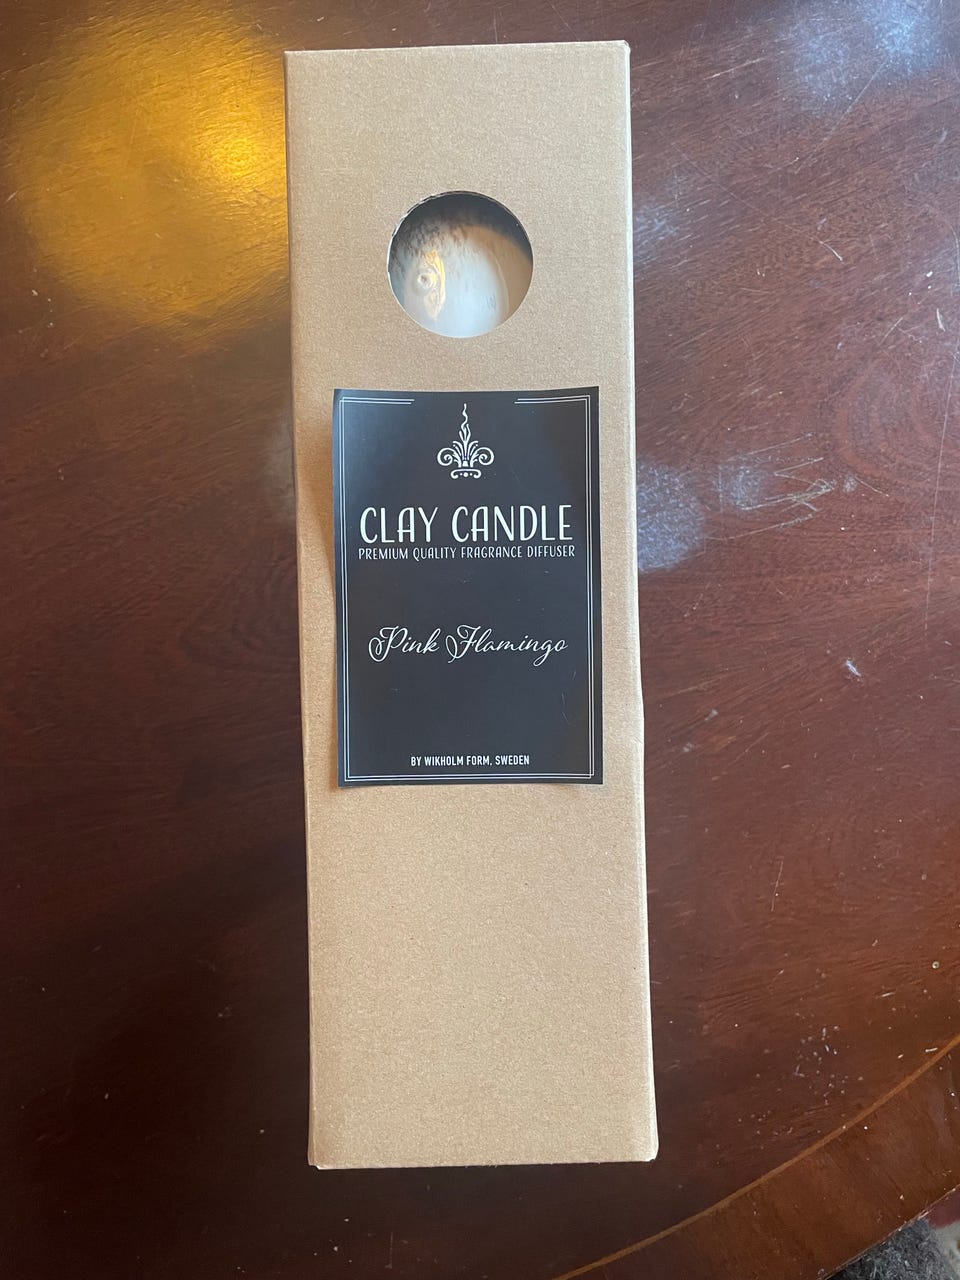 CLAY CANDLE
PREMIUM QUALITY FRAGRANCE DIFFUSER
Pink Flamingo
BY WIKHOLM FORM, SWEDEN